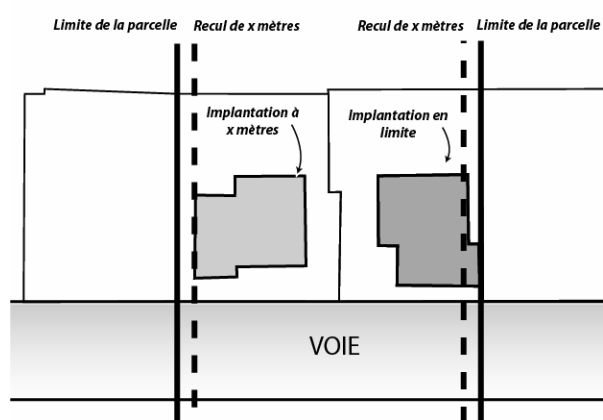 Limite de la parcelle
Recul de x mètres
Recul de x mètres
Limite de la parcelle
Implantation à
x mètres
Implantation en
limite
VOIE